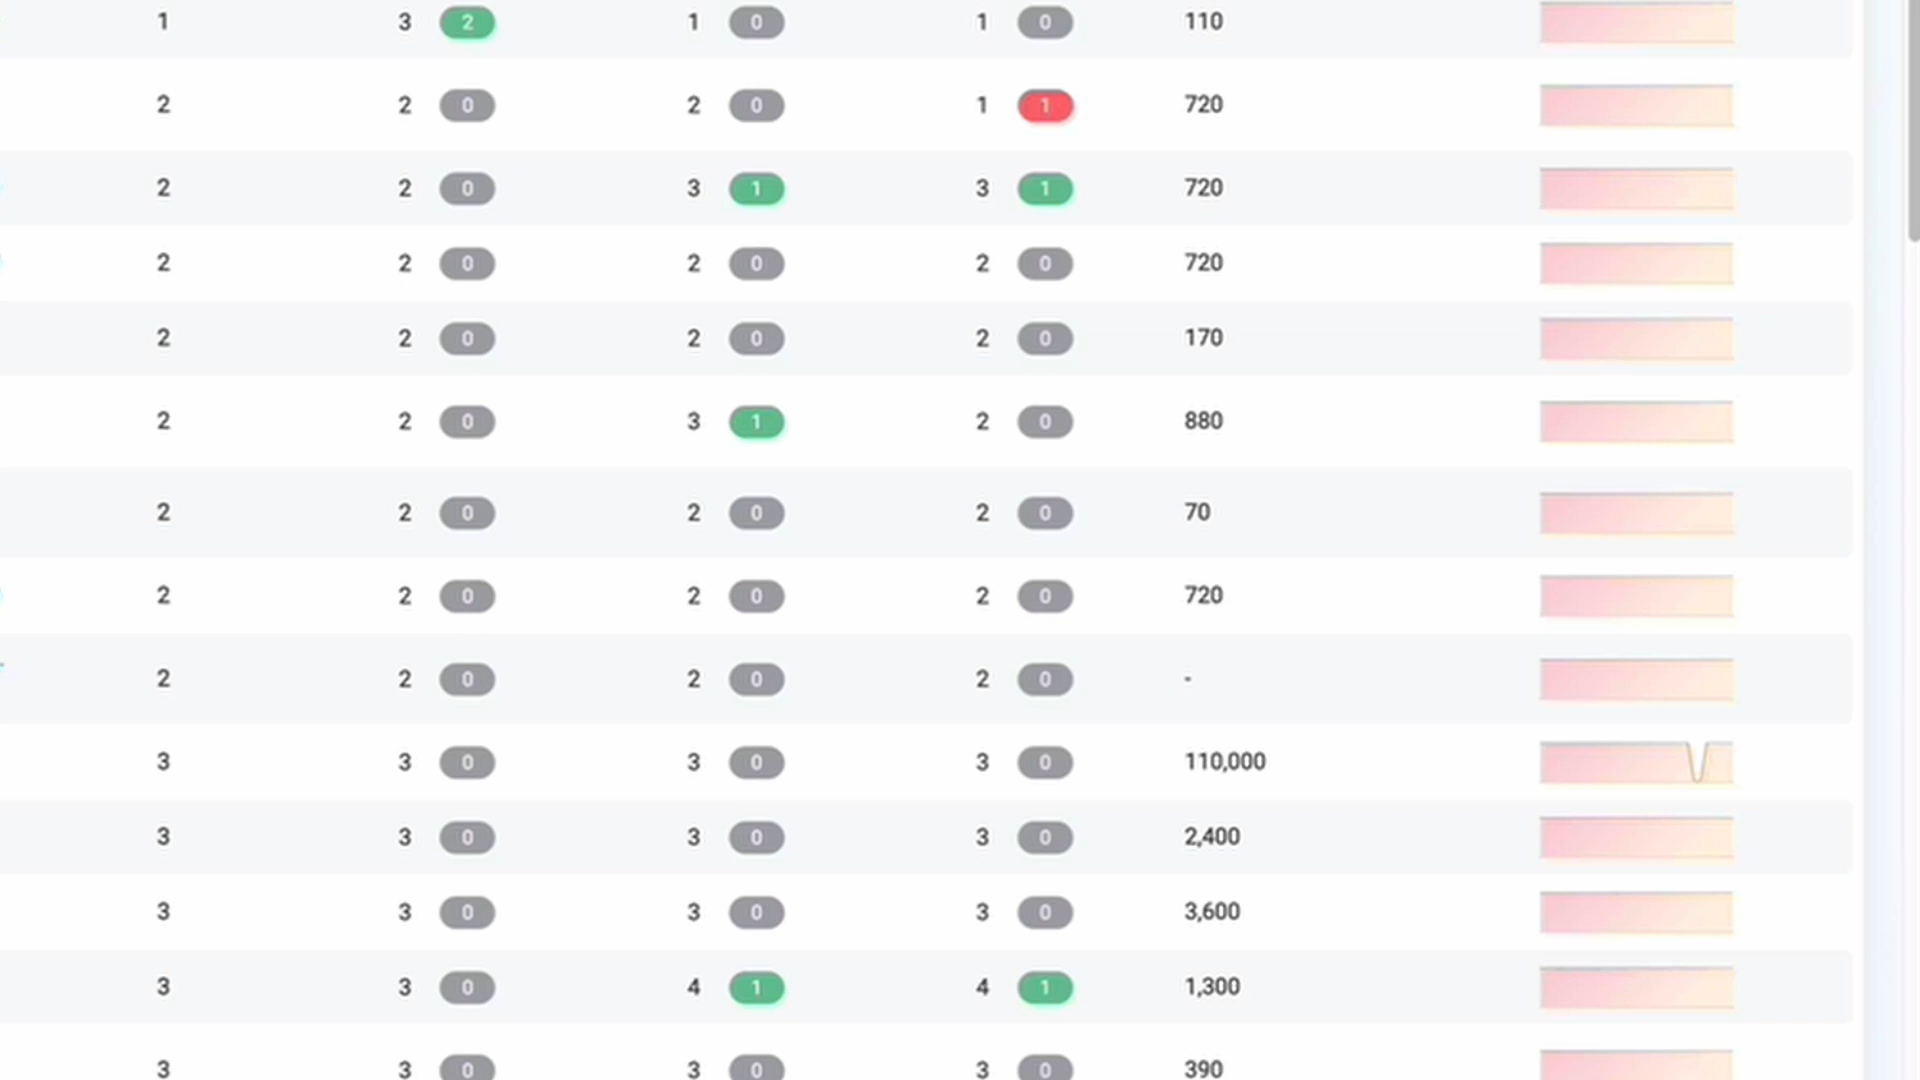 1 3 2 1 0 1 0 110
2 2 0 2 0 1 1 720
2 2 0 3 1 3 1 720
2 2 0 2 0 2 0 720
2 2 0 2 0 2 0 170
2 2 0 3 1 2 0 880
2 2 0 2 0 2 0 70
2 2 0 2 0 2 0 720
2 2 0 2 0 2 0 -
3 3 0 3 0 3 0 110,000
3 3 0 3 0 3 0 2,400
3 3 0 3 0 3 0 3,600
3 3 0 4 1 4 1 1,300
3 3 0 3 0 3 0 390